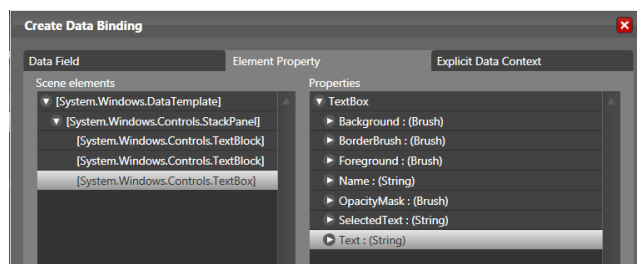 Create Data Binding
Data Field
Element Property
Explicit Data Context
Scene elements
[System.Windows.DataTemplate]
[System.Windows.Controls.StackPanel]
[System.Windows.Controls.TextBlock]
[System.Windows.Controls.TextBlock]
[System.Windows.Controls.TextBox]
Properties
TextBox
Background : (Brush)
BorderBrush : (Brush)
Foreground : (Brush)
Name : (String)
OpacityMask : (Brush)
SelectedText : (String)
Text : (String)